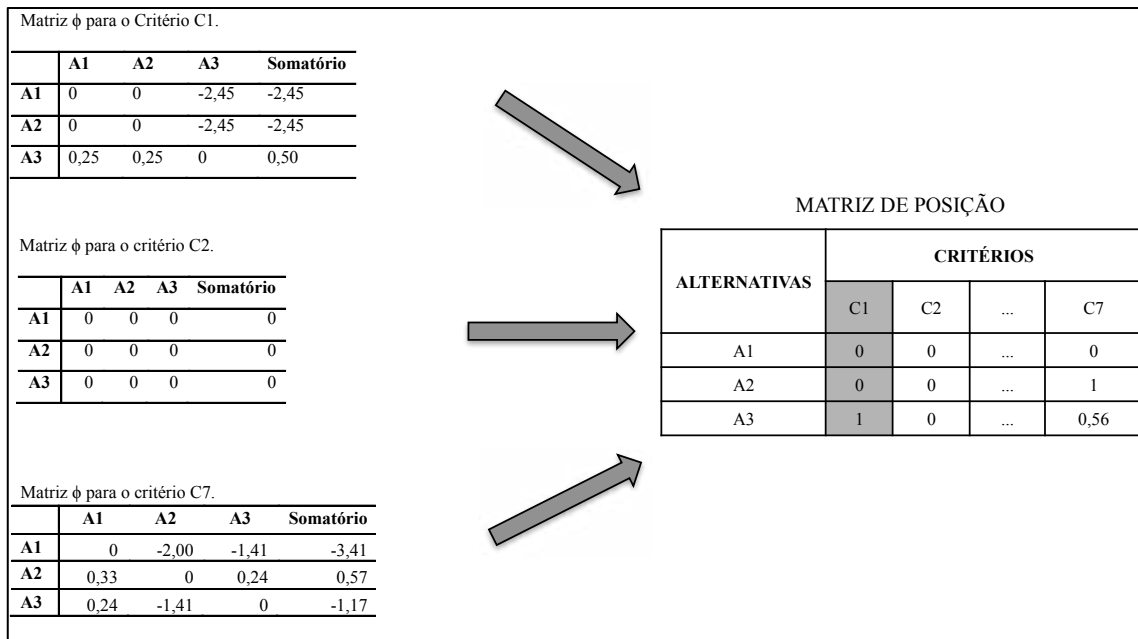 Matriz ϕ para o Critério C1.
A1 A2 A3 Somatório
A1 0 0 -2,45 -2,45
A2 0 0 -2,45 -2,45
A3 0,25 0,25 0 0,50
Matriz ϕ para o critério C2.
A1 A2 A3 Somatório
A1 0 0 0 0
A2 0 0 0 0
A3 0 0 0 0
Matriz ϕ para o critério C7.
A1 A2 A3 Somatório
A1 0 -2,00 -1,41 -3,41
A2 0,33 0 0,24 0,57
A3 0,24 -1,41 0 -1,17
MATRIZ DE POSIÇÃO
ALTERNATIVAS CRITÉRIOS
C1 C2 ... C7
A1 0 0 ... 0
A2 0 0 ... 1
A3 1 0 ... 0,56